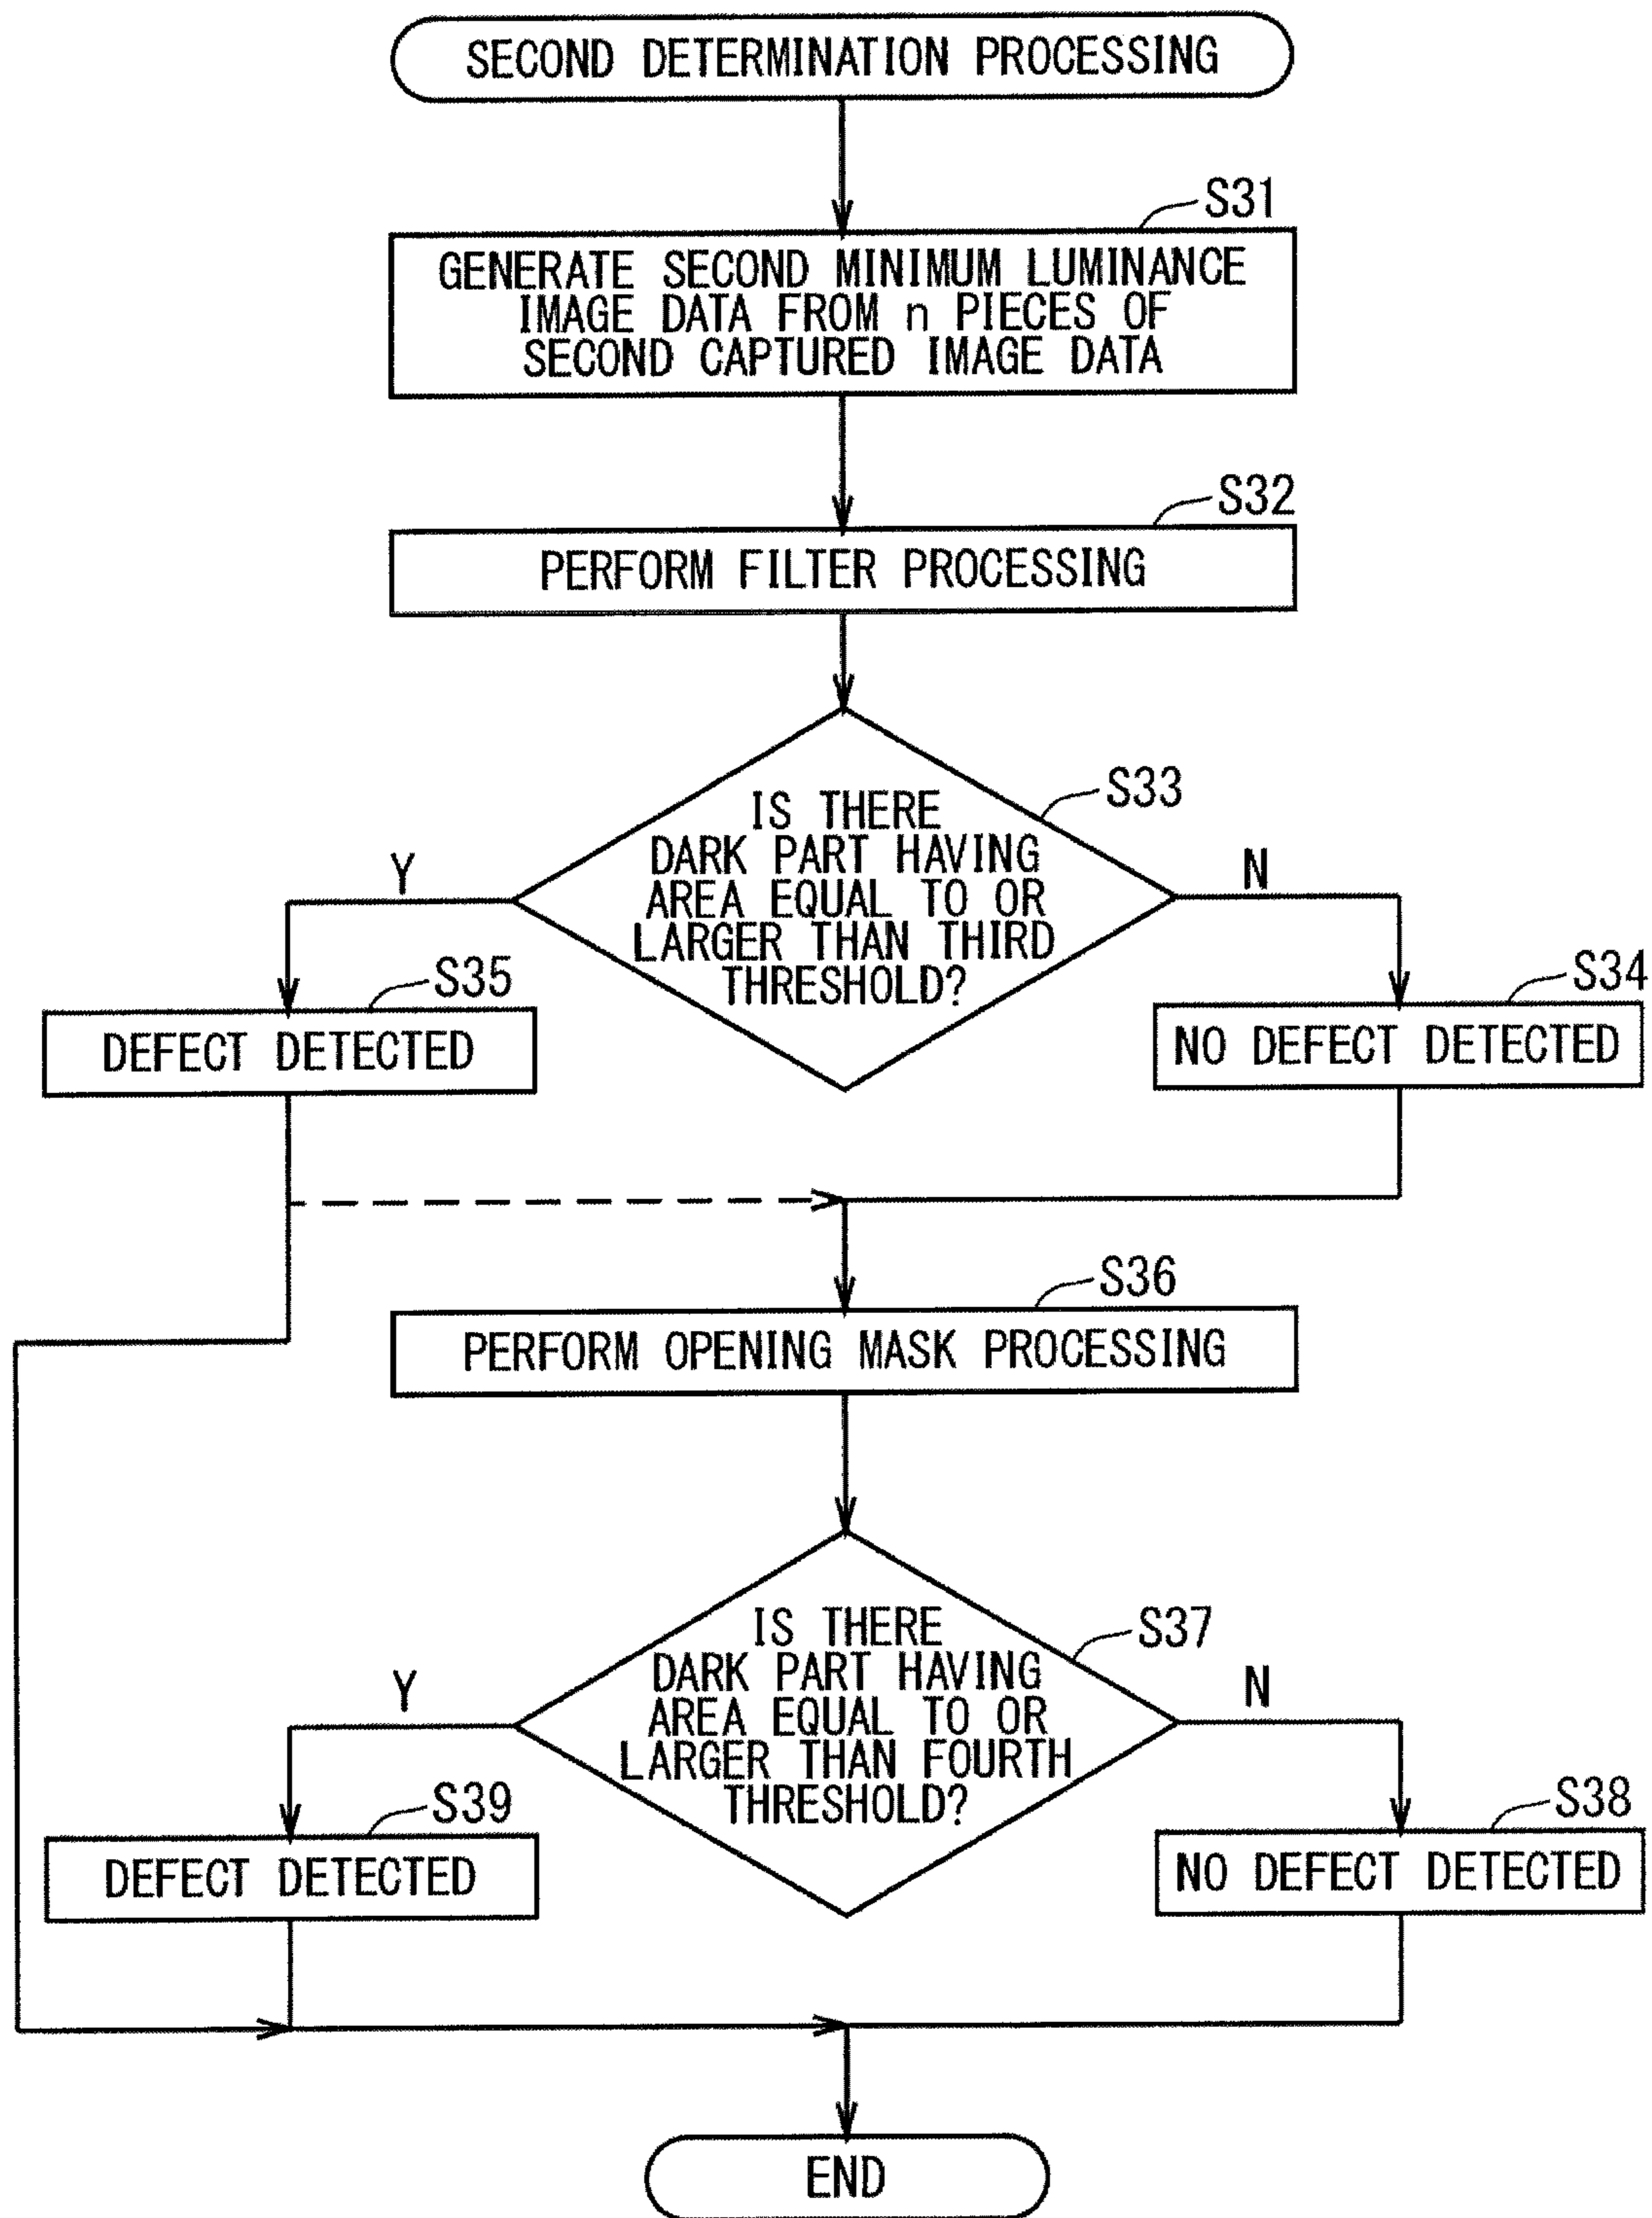 SECOND DETERMINATION PROCESSING
S31
GENERATE SECOND MINIMUM LUMINANCE
IMAGE DATA FROM n PIECES OF
SECOND CAPTURED IMAGE DATA
S32
PERFORM FILTER PROCESSING
S33
IS THERE
DARK PART HAVING
AREA EQUAL TO OR
LARGER THAN THIRD
THRESHOLD?
Y
N
S35
DEFECT DETECTED
S34
NO DEFECT DETECTED
S36
PERFORM OPENING MASK PROCESSING
S37
IS THERE
DARK PART HAVING
AREA EQUAL TO OR
LARGER THAN FOURTH
THRESHOLD?
Y
N
S39
DEFECT DETECTED
S38
NO DEFECT DETECTED
END